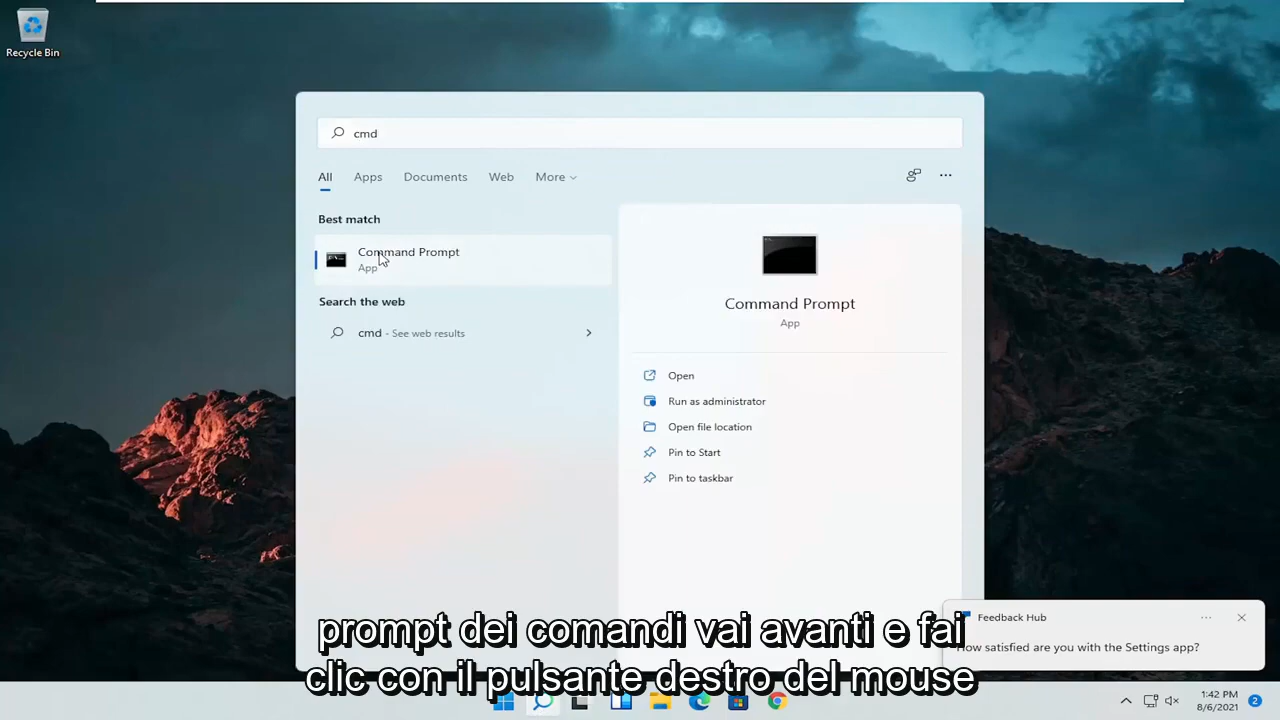 Recycle Bin
cmd
All Apps Documents Web More
Best match
Command Prompt
App
Search the web
cmd - See web results
Command Prompt
App
Open
Run as administrator
Open file location
Pin to Start
Pin to taskbar
Feedback Hub
How satisfied are you with the Settings app?
prompt dei comandi vai avanti e fai
clic con il pulsante destro del mouse
1:42 PM
8/6/2021
2